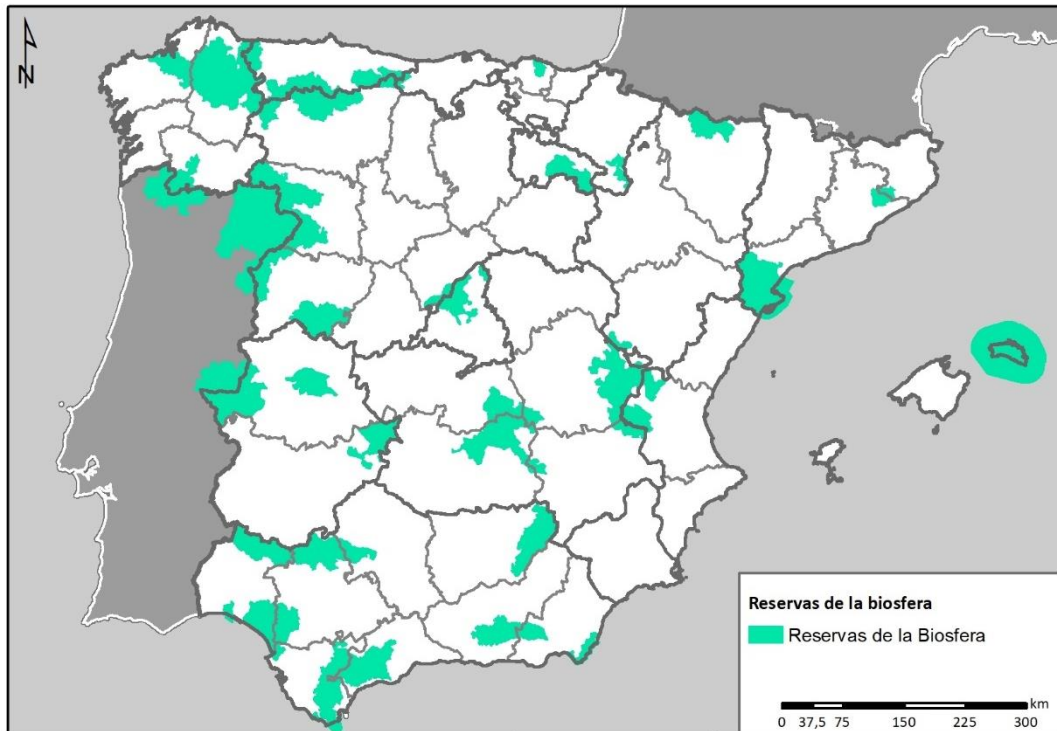 N
Reservas de la biosfera
Reservas de la Biosfera
km
0 37,5 75 150 225 300